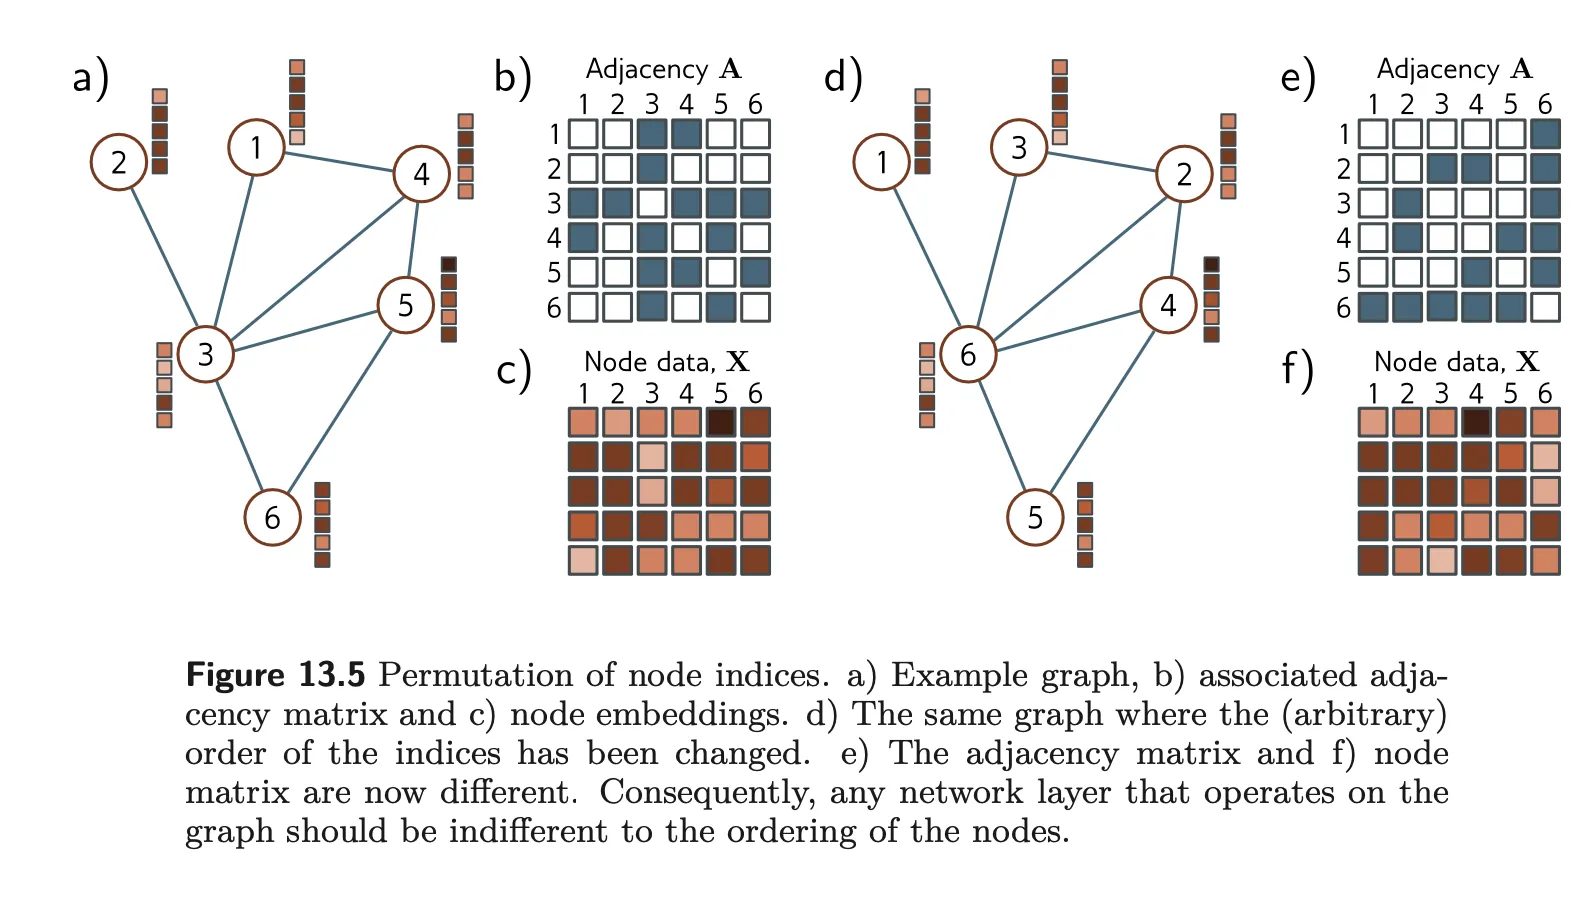 a)
2
1
4
5
3
6
b)
Adjacency A
1 2 3 4 5 6
1
2
3
4
5
6
c)
Node data, X
1 2 3 4 5 6
d)
1
3
2
4
6
5
e)
Adjacency A
1 2 3 4 5 6
1
2
3
4
5
6
f)
Node data, X
1 2 3 4 5 6
Figure 13.5 Permutation of node indices. a) Example graph, b) associated adja-
cency matrix and c) node embeddings. d) The same graph where the (arbitrary)
order of the indices has been changed. e) The adjacency matrix and f) node
matrix are now different. Consequently, any network layer that operates on the
graph should be indifferent to the ordering of the nodes.